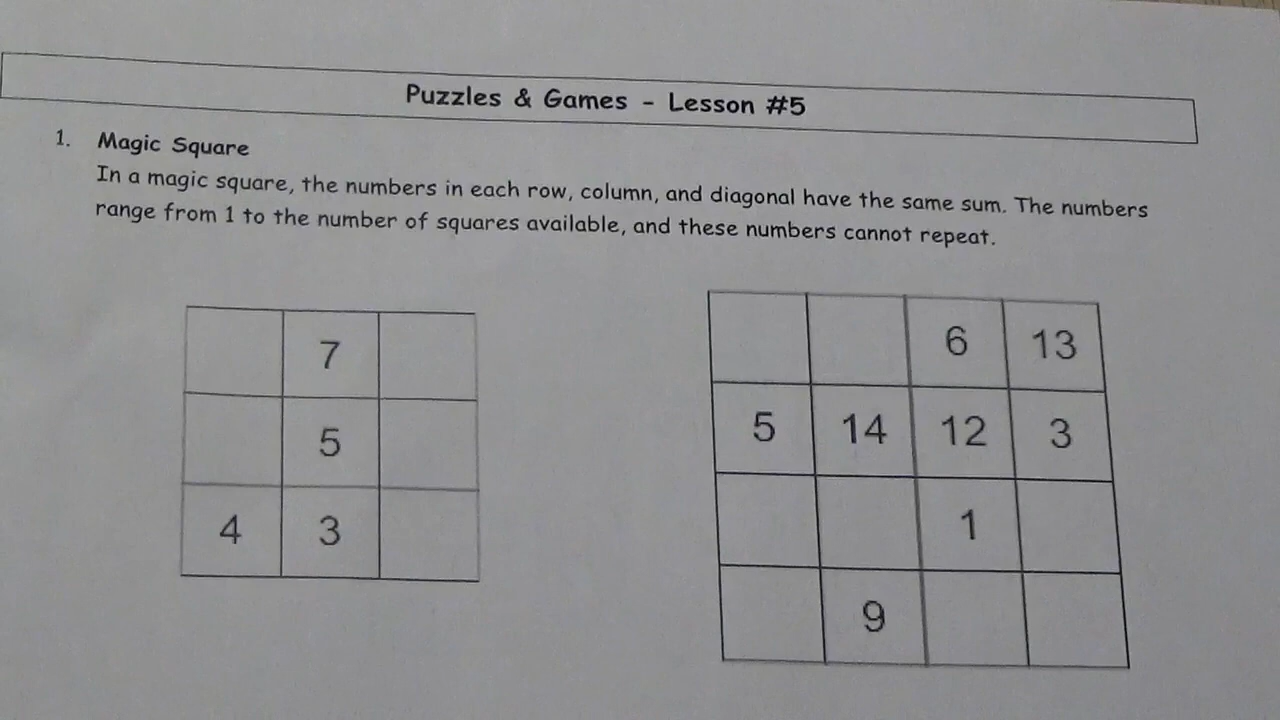 Puzzles & Games - Lesson #5
1. Magic Square
In a magic square, the numbers in each row, column, and diagonal have the same sum. The numbers
range from 1 to the number of squares available, and these numbers cannot repeat.
7
5
4 3
6 13
5 14 12 3
1
9